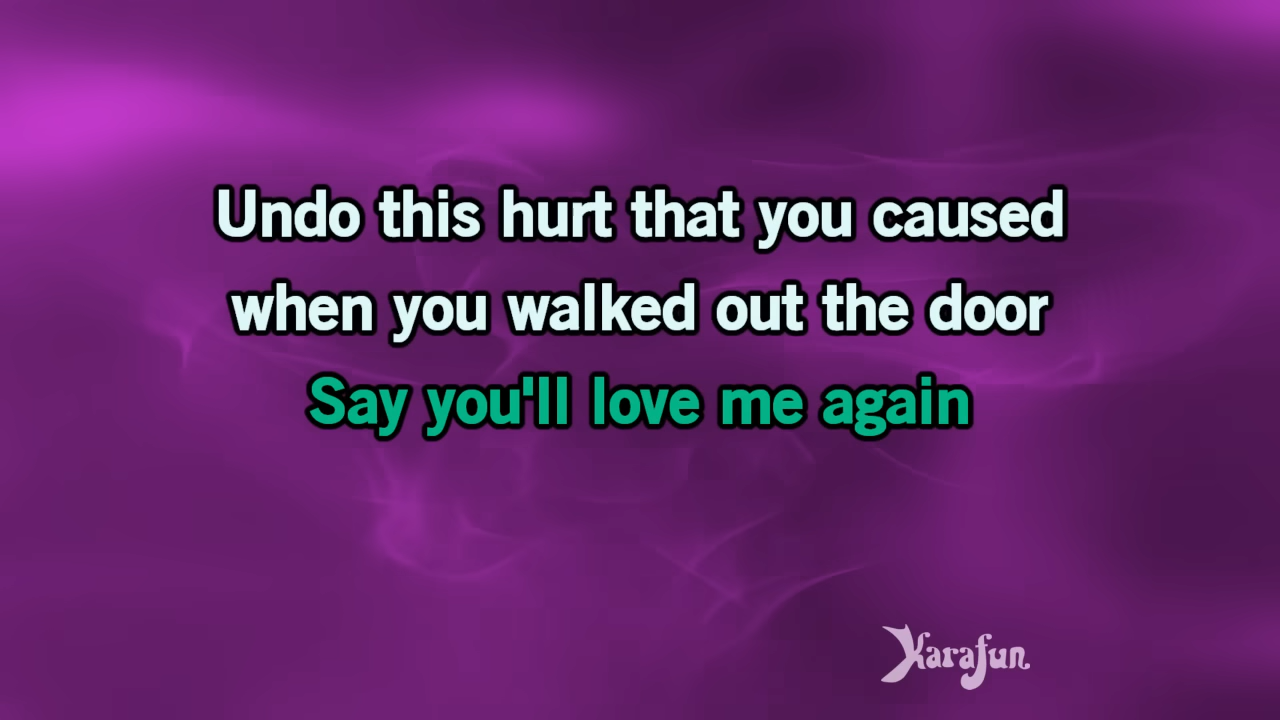 Undo this hurt that you caused
when you walked out the door
Say you'll love me again
Karafun